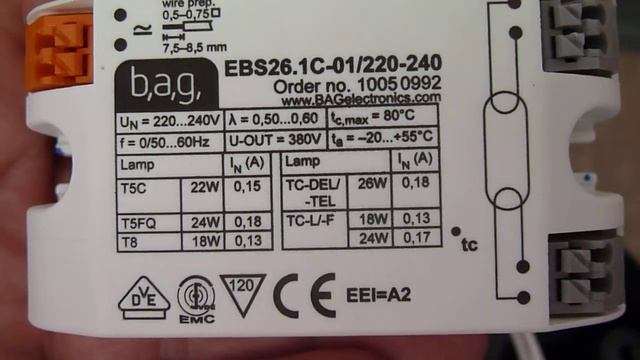 wire prep.
0,5–0,75
7,5–8,5 mm
b,a,g,
EBS26.1C-01/220-240
Order no. 10050992
www.BAGelectronics.com
UN = 220...240V λ = 0,50...0,60 tc,max = 80°C
f = 0/50...60Hz U-OUT = 380V ta = –20...+55°C
Lamp IN (A) Lamp IN (A)
T5C 22W 0,15 TC-DEL/-TEL 26W 0,18
T5FQ 24W 0,18 TC-L/-F 18W 0,13
T8 18W 0,13 24W 0,17
tc
DVE EMC 120 CE EEI=A2